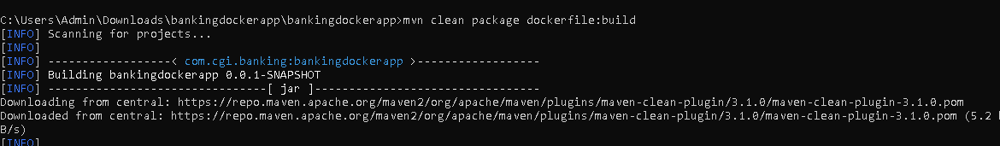 C:\Users\Admin\Downloads\bankingdockerapp\bankingdockerapp>mvn clean package dockerfile:build
[INFO] Scanning for projects...
[INFO]
[INFO] ------------------< com.cgi.banking:bankingdockerapp >------------------
[INFO] Building bankingdockerapp 0.0.1-SNAPSHOT
[INFO] --------------------------------[ jar ]---------------------------------
Downloading from central: https://repo.maven.apache.org/maven2/org/apache/maven/plugins/maven-clean-plugin/3.1.0/maven-clean-plugin-3.1.0.pom
Downloaded from central: https://repo.maven.apache.org/maven2/org/apache/maven/plugins/maven-clean-plugin/3.1.0/maven-clean-plugin-3.1.0.pom (5.2
B/s)
[INFO]